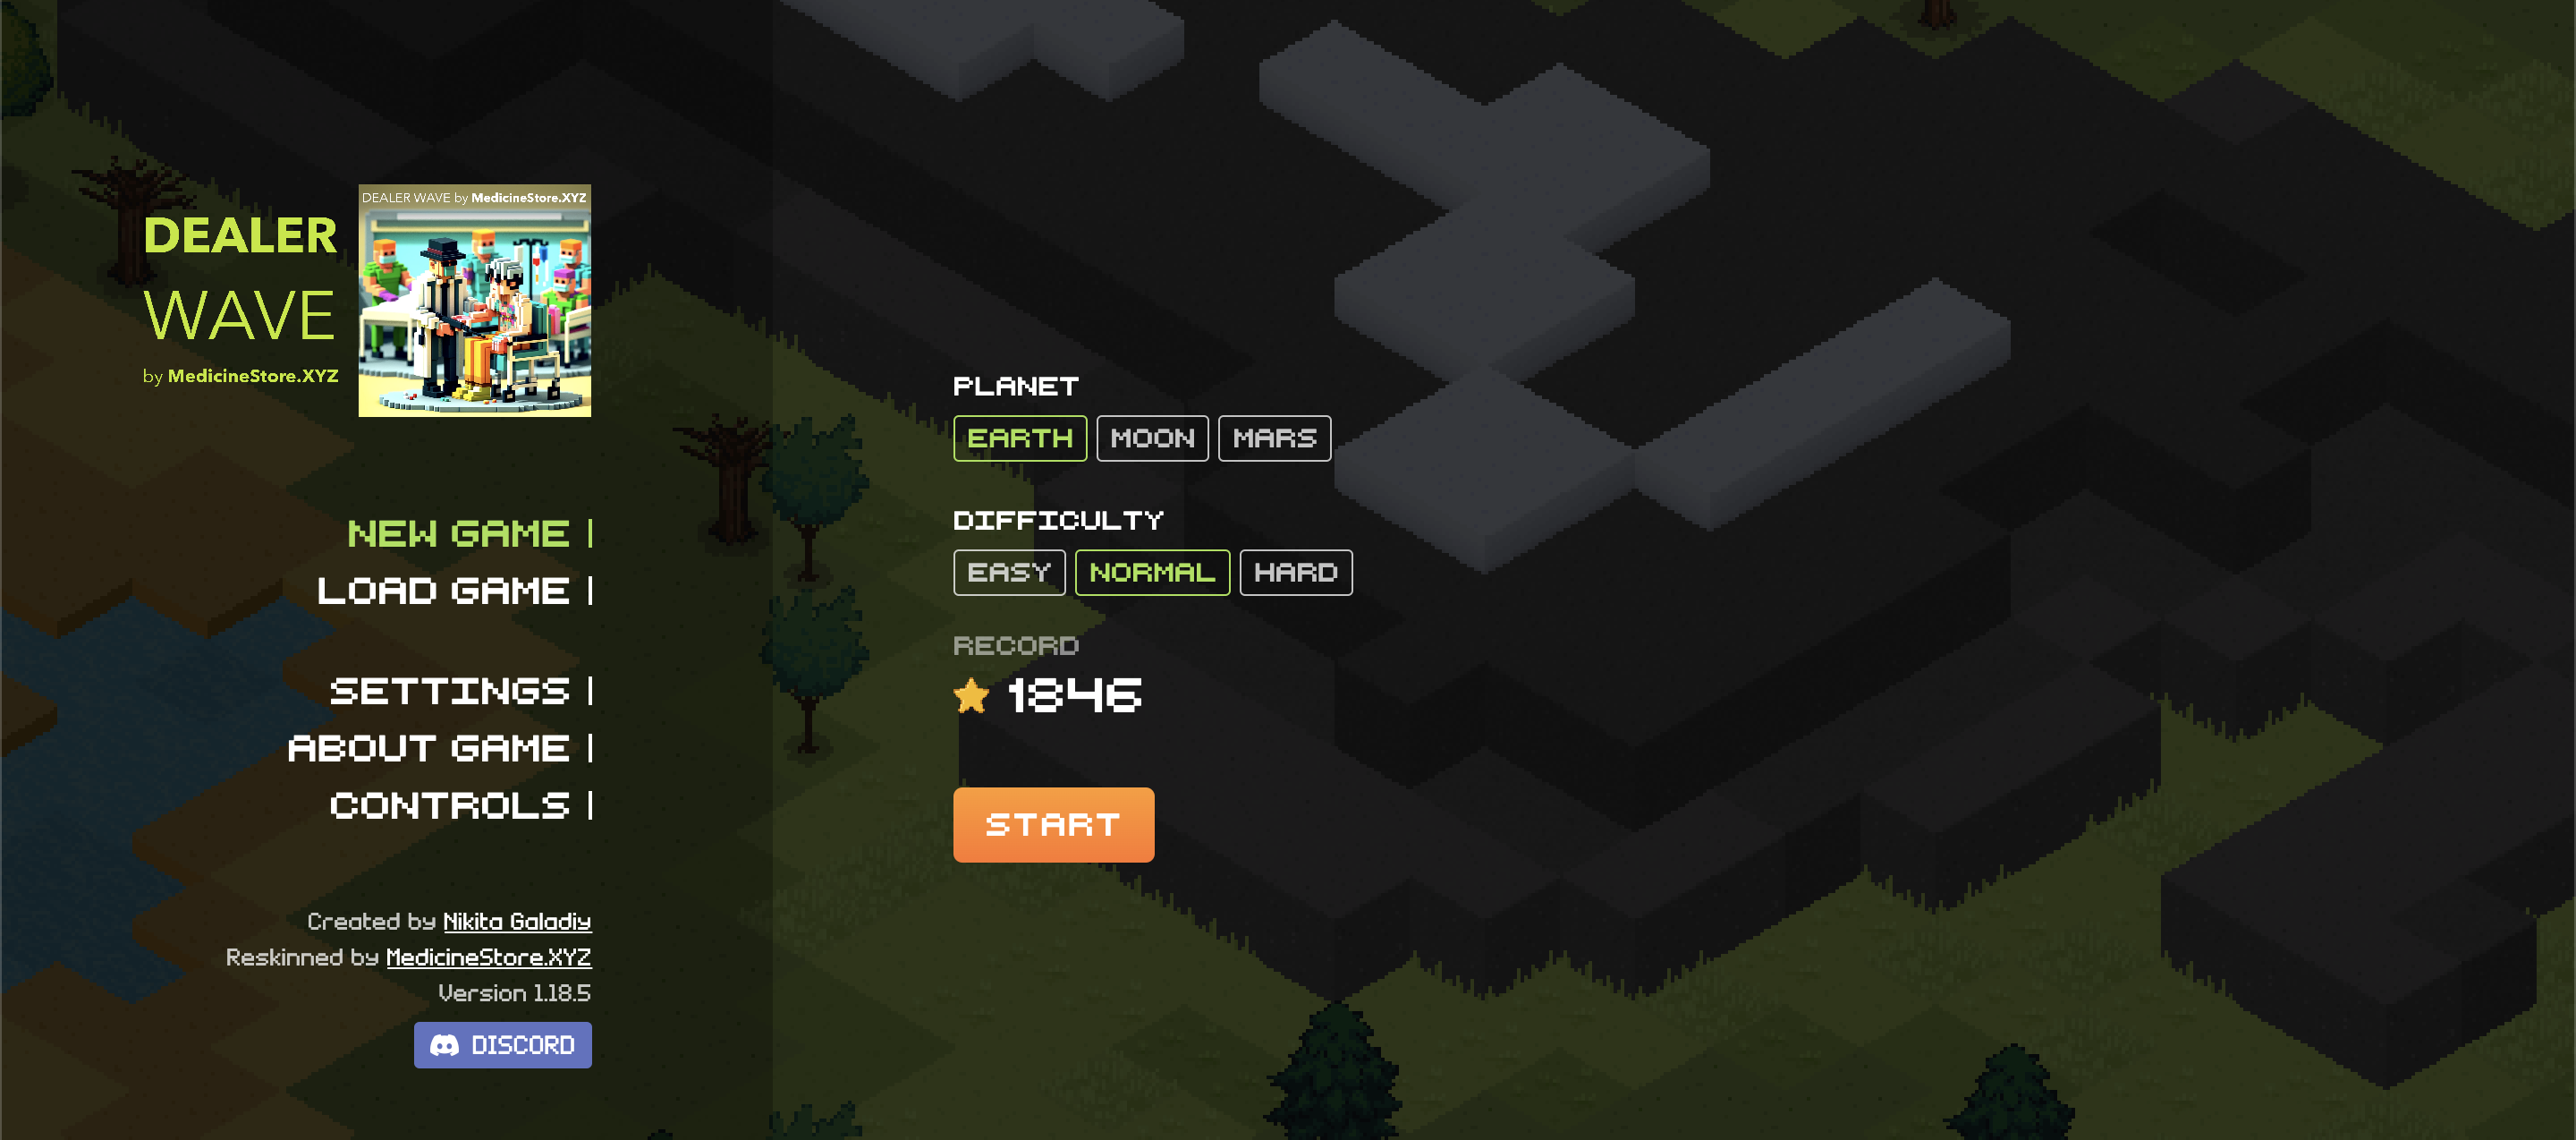 DEALER
WAVE
by MedicineStore.XYZ
DEALER WAVE by MedicineStore.XYZ
NEW GAME
LOAD GAME
SETTINGS
ABOUT GAME
CONTROLS
Created by Nikita Galadiy
Reskinned by MedicineStore.XYZ
Version 1.18.5
DISCORD
PLANET
EARTH MOON MARS
DIFFICULTY
EASY NORMAL HARD
RECORD
1846
START